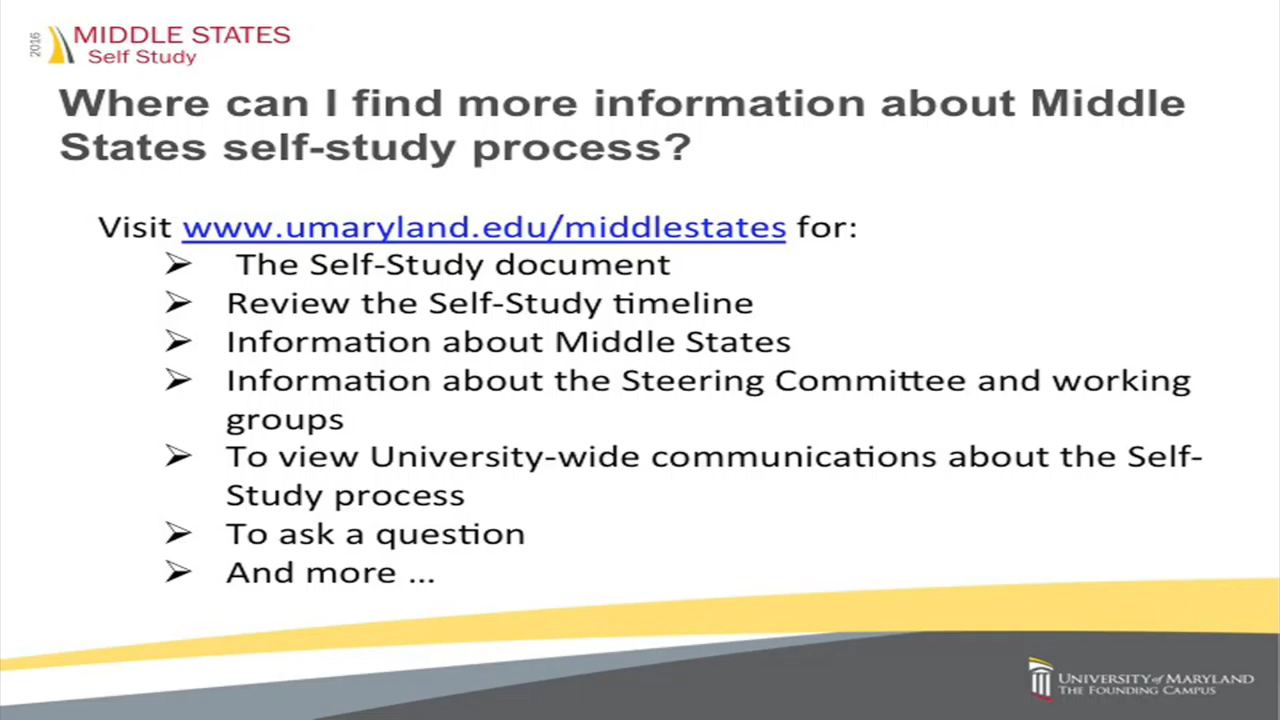 2016
MIDDLE STATES
Self Study
Where can I find more information about Middle
States self-study process?
Visit www.umaryland.edu/middlestates for:
➢ The Self-Study document
➢ Review the Self-Study timeline
➢ Information about Middle States
➢ Information about the Steering Committee and working
groups
➢ To view University-wide communications about the Self-
Study process
➢ To ask a question
➢ And more ...
UNIVERSITY of MARYLAND
THE FOUNDING CAMPUS